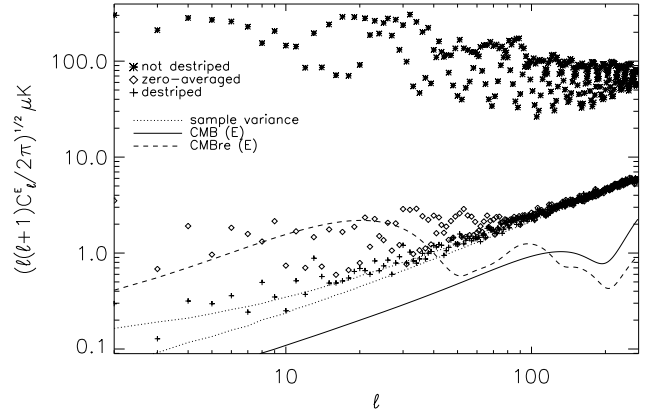 100.0
10.0
1.0
0.1
(ℓ(ℓ+1)C^E_ℓ/2π)^1/2 μK
not destriped
zero-averaged
destriped
sample variance
CMB (E)
CMBre (E)
10 100
ℓ